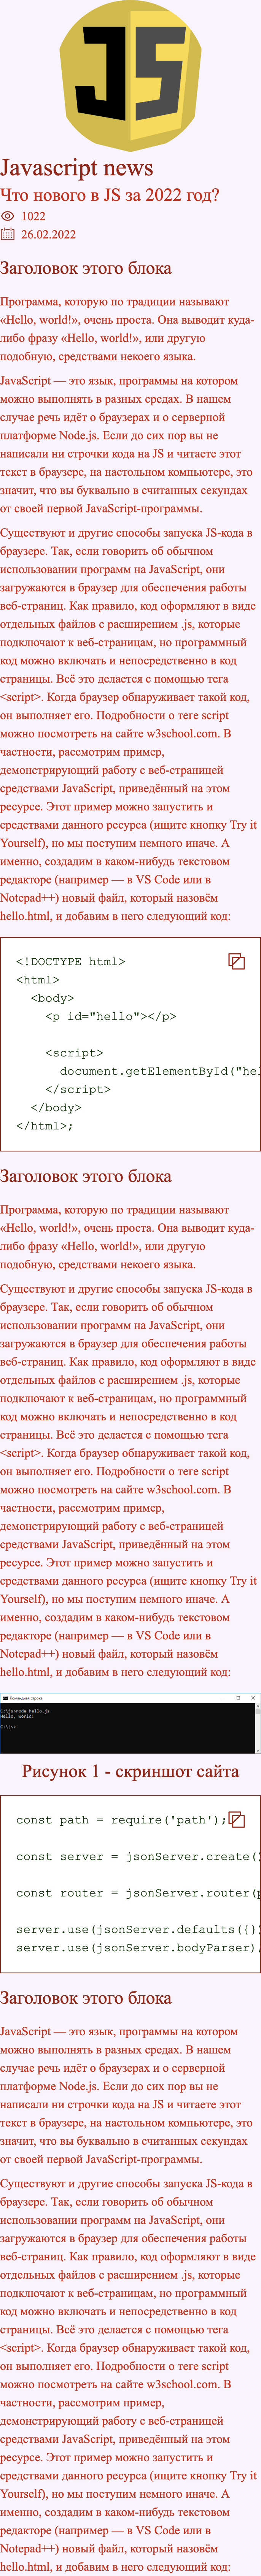 JS
Javascript news
Что нового в JS за 2022 год?
1022
26.02.2022
Заголовок этого блока
Программа, которую по традиции называют
«Hello, world!», очень проста. Она выводит куда-
либо фразу «Hello, world!», или другую
подобную, средствами некоего языка.
JavaScript — это язык, программы на котором
можно выполнять в разных средах. В нашем
случае речь идёт о браузерах и о серверной
платформе Node.js. Если до сих пор вы не
написали ни строчки кода на JS и читаете этот
текст в браузере, на настольном компьютере, это
значит, что вы буквально в считанных секундах
от своей первой JavaScript-программы.
Существуют и другие способы запуска JS-кода в
браузере. Так, если говорить об обычном
использовании программ на JavaScript, они
загружаются в браузер для обеспечения работы
веб-страниц. Как правило, код оформляют в виде
отдельных файлов с расширением .js, которые
подключают к веб-страницам, но программный
код можно включать и непосредственно в код
страницы. Всё это делается с помощью тега
<script>. Когда браузер обнаруживает такой код,
он выполняет его. Подробности о теге script
можно посмотреть на сайте w3school.com. В
частности, рассмотрим пример,
демонстрирующий работу с веб-страницей
средствами JavaScript, приведённый на этом
ресурсе. Этот пример можно запустить и
средствами данного ресурса (ищите кнопку Try it
Yourself), но мы поступим немного иначе. А
именно, создадим в каком-нибудь текстовом
редакторе (например — в VS Code или в
Notepad++) новый файл, который назовём
hello.html, и добавим в него следующий код:
<!DOCTYPE html>
<html>
<body>
<p id="hello"></p>
<script>
document.getElementById("hel
</script>
</body>
</html>;
Заголовок этого блока
Программа, которую по традиции называют
«Hello, world!», очень проста. Она выводит куда-
либо фразу «Hello, world!», или другую
подобную, средствами некоего языка.
Существуют и другие способы запуска JS-кода в
браузере. Так, если говорить об обычном
использовании программ на JavaScript, они
загружаются в браузер для обеспечения работы
веб-страниц. Как правило, код оформляют в виде
отдельных файлов с расширением .js, которые
подключают к веб-страницам, но программный
код можно включать и непосредственно в код
страницы. Всё это делается с помощью тега
<script>. Когда браузер обнаруживает такой код,
он выполняет его. Подробности о теге script
можно посмотреть на сайте w3school.com. В
частности, рассмотрим пример,
демонстрирующий работу с веб-страницей
средствами JavaScript, приведённый на этом
ресурсе. Этот пример можно запустить и
средствами данного ресурса (ищите кнопку Try it
Yourself), но мы поступим немного иначе. А
именно, создадим в каком-нибудь текстовом
редакторе (например — в VS Code или в
Notepad++) новый файл, который назовём
hello.html, и добавим в него следующий код:
Командная строка
C:\js>node hello.js
Hello, World!
C:\js>
Рисунок 1 - скриншот сайта
const path = require('path');
const server = jsonServer.create()
const router = jsonServer.router(p
server.use(jsonServer.defaults({})
server.use(jsonServer.bodyParser);
Заголовок этого блока
JavaScript — это язык, программы на котором
можно выполнять в разных средах. В нашем
случае речь идёт о браузерах и о серверной
платформе Node.js. Если до сих пор вы не
написали ни строчки кода на JS и читаете этот
текст в браузере, на настольном компьютере, это
значит, что вы буквально в считанных секундах
от своей первой JavaScript-программы.
Существуют и другие способы запуска JS-кода в
браузере. Так, если говорить об обычном
использовании программ на JavaScript, они
загружаются в браузер для обеспечения работы
веб-страниц. Как правило, код оформляют в виде
отдельных файлов с расширением .js, которые
подключают к веб-страницам, но программный
код можно включать и непосредственно в код
страницы. Всё это делается с помощью тега
<script>. Когда браузер обнаруживает такой код,
он выполняет его. Подробности о теге script
можно посмотреть на сайте w3school.com. В
частности, рассмотрим пример,
демонстрирующий работу с веб-страницей
средствами JavaScript, приведённый на этом
ресурсе. Этот пример можно запустить и
средствами данного ресурса (ищите кнопку Try it
Yourself), но мы поступим немного иначе. А
именно, создадим в каком-нибудь текстовом
редакторе (например — в VS Code или в
Notepad++) новый файл, который назовём
hello.html, и добавим в него следующий код: